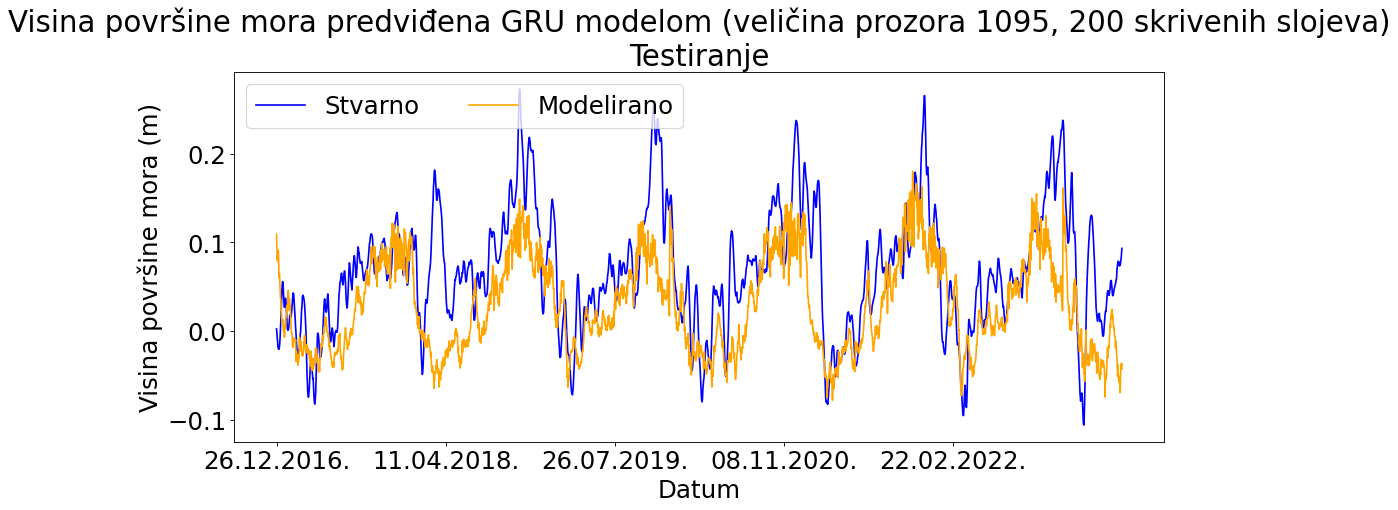 Visina površine mora predviđena GRU modelom (veličina prozora 1095, 200 skrivenih slojeva)
Testiranje
Stvarno Modelirano
Visina površine mora (m)
0.2
0.1
0.0
−0.1
26.12.2016. 11.04.2018. 26.07.2019. 08.11.2020. 22.02.2022.
Datum